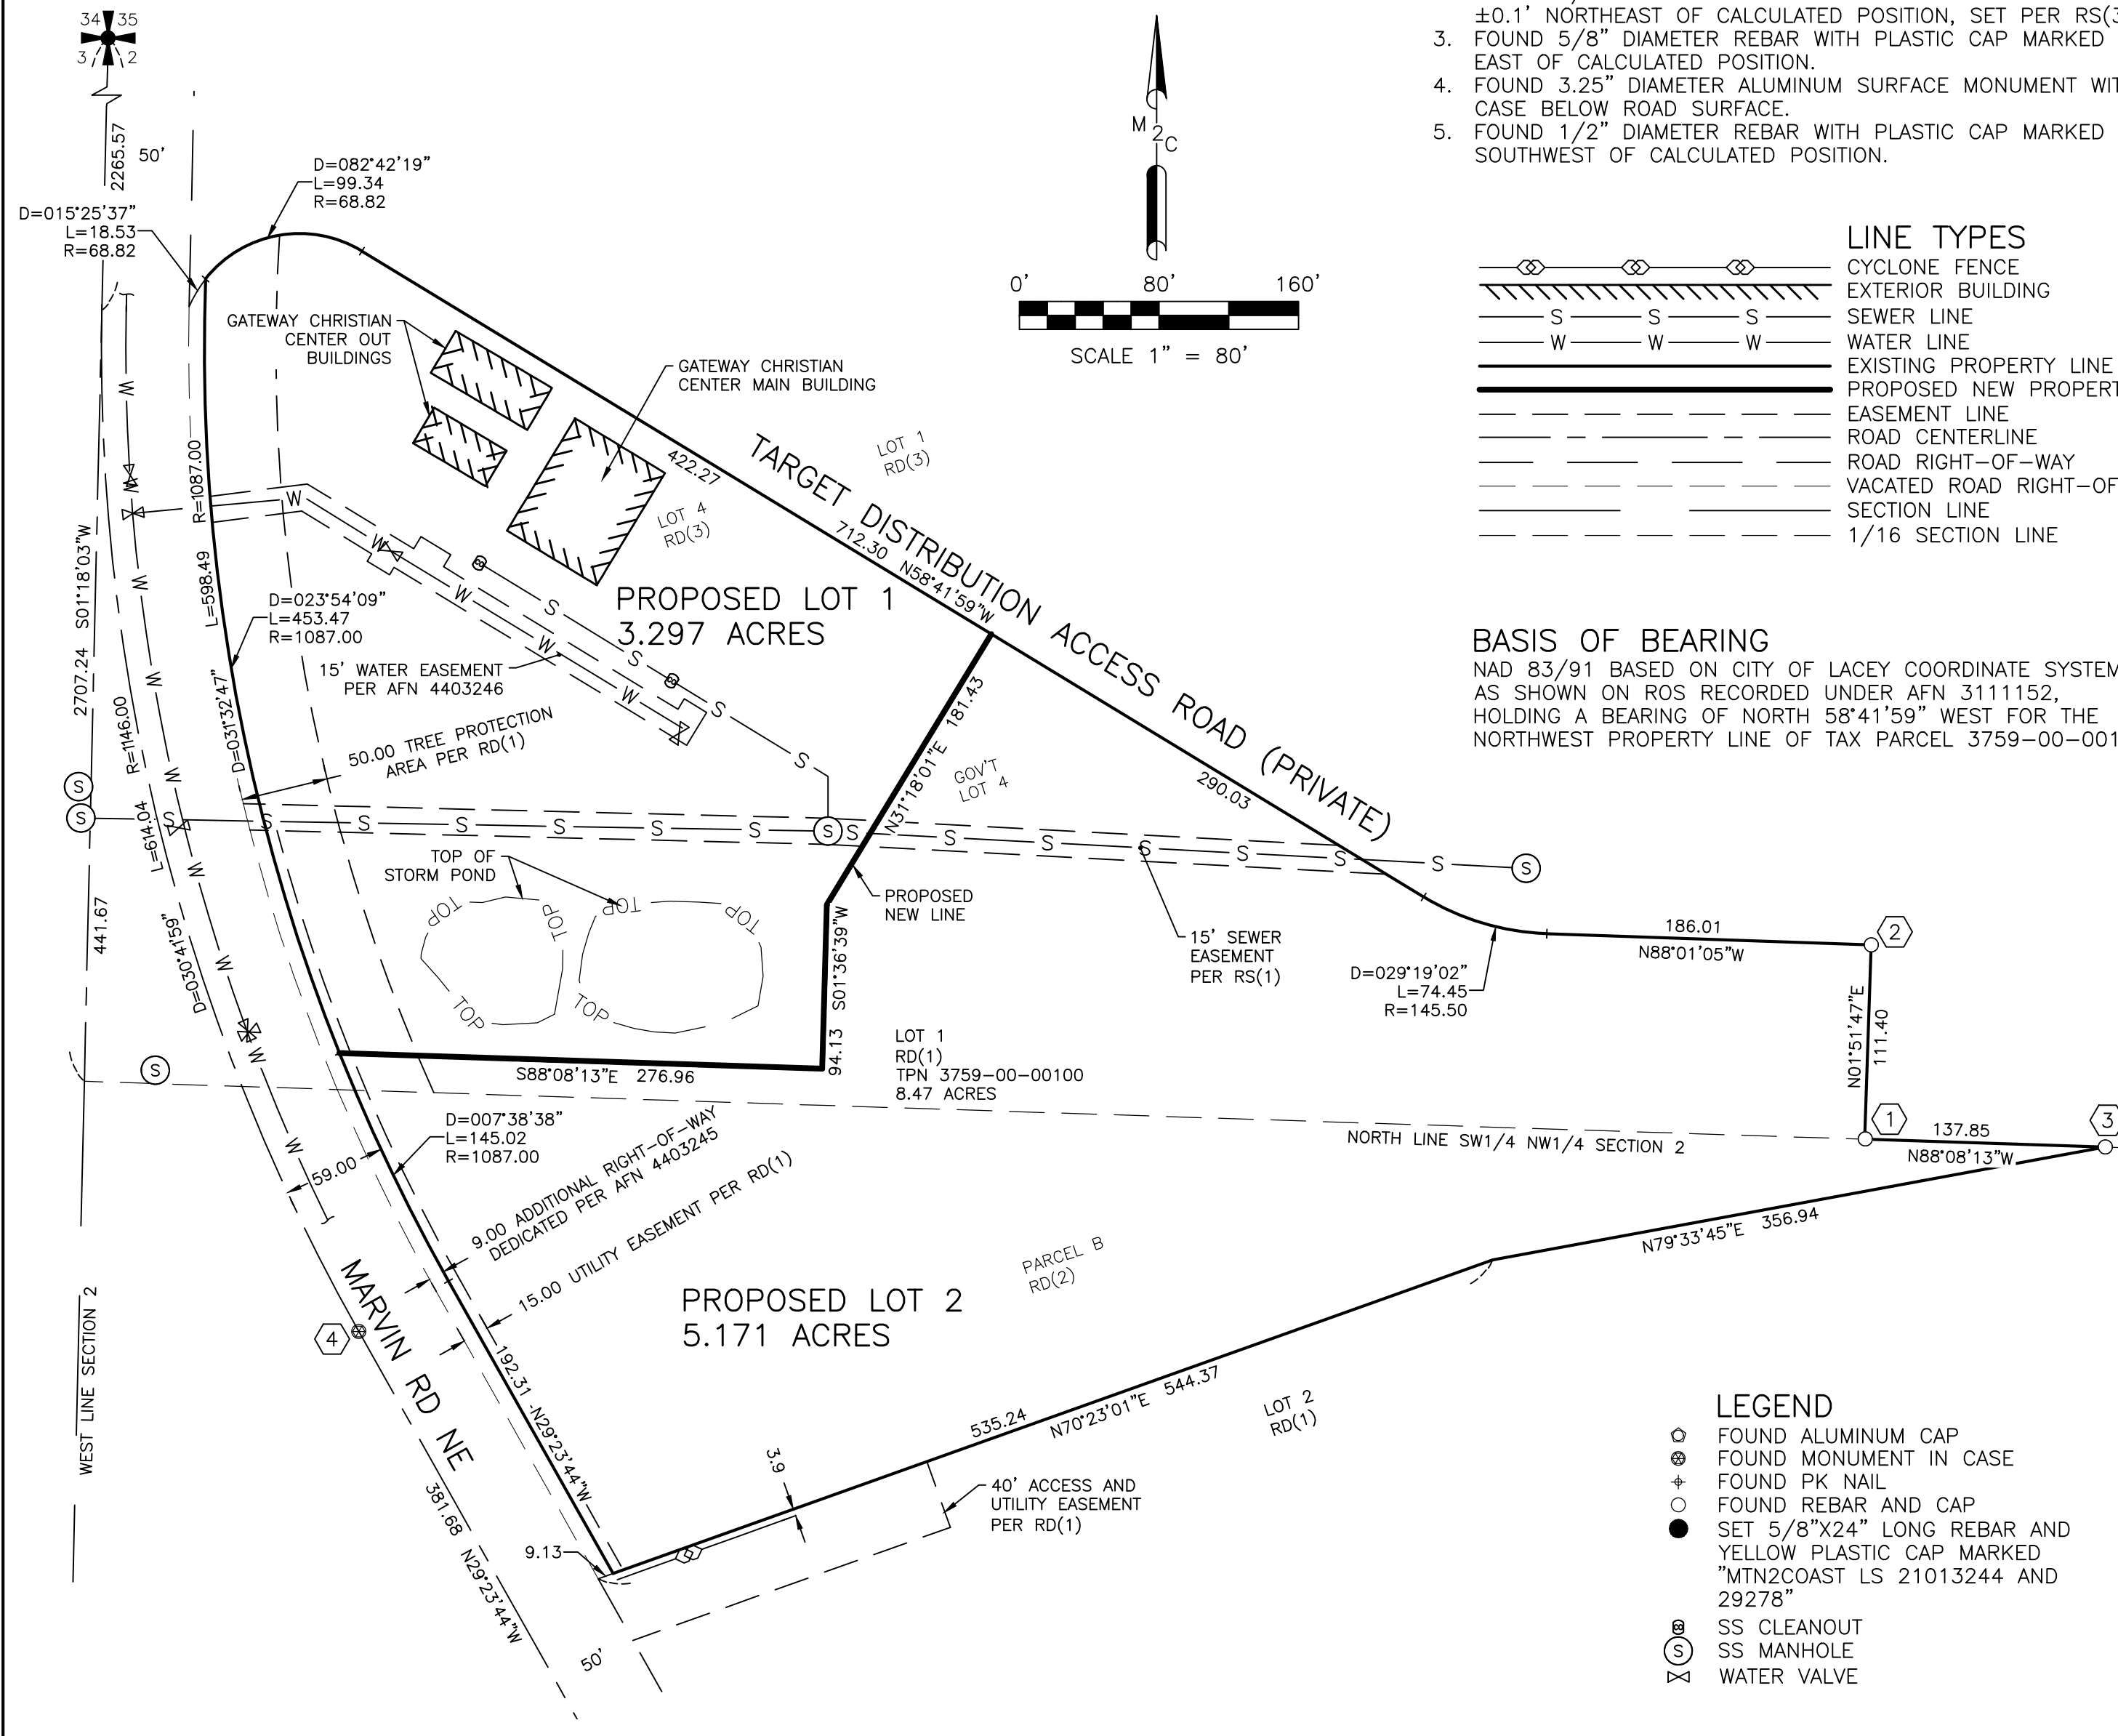 34 35
3 2
2265.57
50'
D=082°42'19"
L=99.34
R=68.82
D=015°25'37"
L=18.53
R=68.82
M2C
0' 80' 160'
SCALE 1" = 80'
±0.1' NORTHEAST OF CALCULATED POSITION, SET PER RS(3
3. FOUND 5/8" DIAMETER REBAR WITH PLASTIC CAP MARKED
EAST OF CALCULATED POSITION.
4. FOUND 3.25" DIAMETER ALUMINUM SURFACE MONUMENT WIT
CASE BELOW ROAD SURFACE.
5. FOUND 1/2" DIAMETER REBAR WITH PLASTIC CAP MARKED
SOUTHWEST OF CALCULATED POSITION.
LINE TYPES
CYCLONE FENCE
EXTERIOR BUILDING
S S S SEWER LINE
W W W WATER LINE
EXISTING PROPERTY LINE
PROPOSED NEW PROPERT
EASEMENT LINE
ROAD CENTERLINE
ROAD RIGHT-OF-WAY
VACATED ROAD RIGHT-OF
SECTION LINE
1/16 SECTION LINE
BASIS OF BEARING
NAD 83/91 BASED ON CITY OF LACEY COORDINATE SYSTEM
AS SHOWN ON ROS RECORDED UNDER AFN 3111152,
HOLDING A BEARING OF NORTH 58°41'59" WEST FOR THE
NORTHWEST PROPERTY LINE OF TAX PARCEL 3759-00-001
GATEWAY CHRISTIAN
CENTER OUT
BUILDINGS
GATEWAY CHRISTIAN
CENTER MAIN BUILDING
LOT 1
RD(3)
422.27
LOT 4
RD(3)
TARGET DISTRIBUTION ACCESS ROAD (PRIVATE)
712.30
N58°41'59"W
PROPOSED LOT 1
3.297 ACRES
R=1087.00
L=598.49
D=031°32'47"
D=023°54'09"
L=453.47
R=1087.00
15' WATER EASEMENT
PER AFN 4403246
50.00 TREE PROTECTION
AREA PER RD(1)
2707.24 S01°18'03"W
R=1146.00
L=614.04
D=030°41'59"
441.67
N31°18'01"E 181.43
GOV'T
LOT 4
290.03
TOP OF
STORM POND
TOP TOP TOP TOP
TOP TOP
PROPOSED
NEW LINE
S01°36'39"W
94.13
15' SEWER
EASEMENT
PER RS(1)
D=029°19'02"
L=74.45
R=145.50
186.01
N88°01'05"W
2
N01°51'47"E
111.40
1
137.85
N88°08'13"W
3
S88°08'13"E 276.96
LOT 1
RD(1)
TPN 3759-00-00100
8.47 ACRES
NORTH LINE SW1/4 NW1/4 SECTION 2
D=007°38'38"
L=145.02
R=1087.00
59.00
9.00 ADDITIONAL RIGHT-OF-WAY
DEDICATED PER AFN 4403245
15.00 UTILITY EASEMENT PER RD(1)
PARCEL B
RD(2)
N79°33'45"E 356.94
PROPOSED LOT 2
5.171 ACRES
MARVIN RD NE
4
WEST LINE SECTION 2
192.31
N29°23'44"W
381.68
N29°23'44"W
535.24
N70°23'01"E 544.37
LOT 2
RD(1)
3.9
40' ACCESS AND
UTILITY EASEMENT
PER RD(1)
9.13
50'
LEGEND
FOUND ALUMINUM CAP
FOUND MONUMENT IN CASE
FOUND PK NAIL
FOUND REBAR AND CAP
SET 5/8"X24" LONG REBAR AND
YELLOW PLASTIC CAP MARKED
"MTN2COAST LS 21013244 AND
29278"
SS CLEANOUT
S SS MANHOLE
WATER VALVE